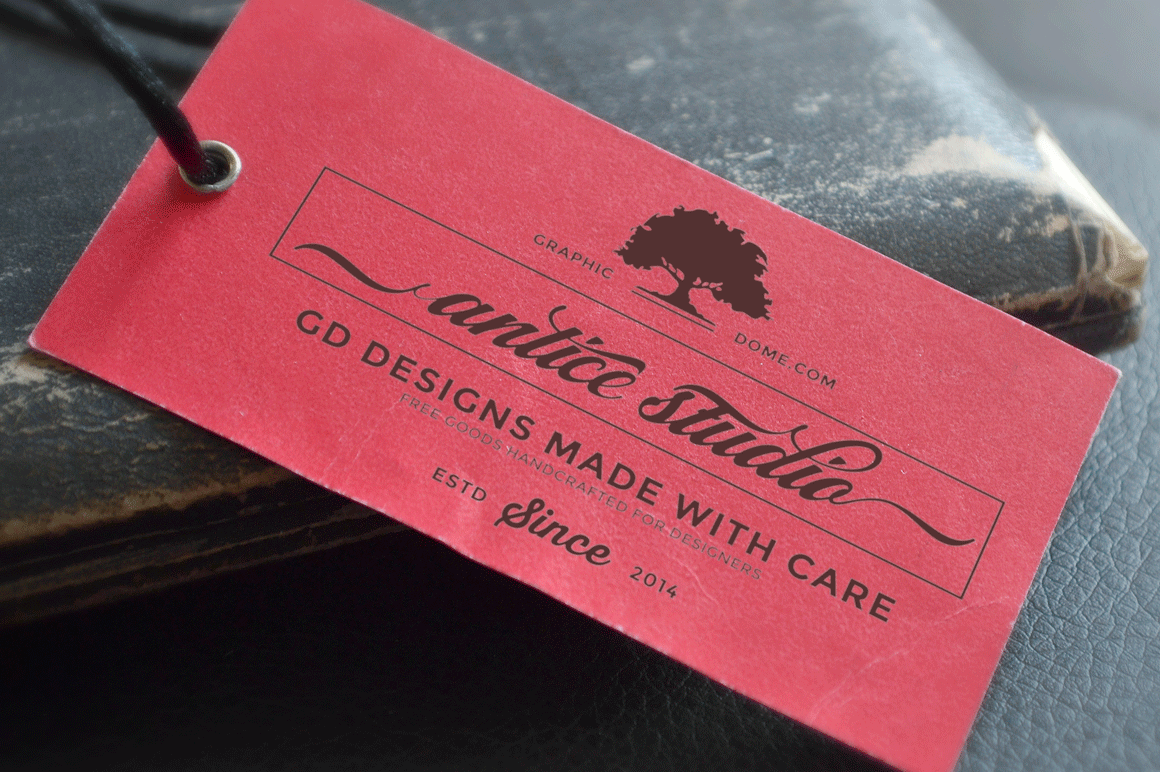 GRAPHIC DOME.COM
antice studio
GD DESIGNS MADE WITH CARE
FREE GOODS HANDCRAFTED FOR DESIGNERS
ESTD Since 2014